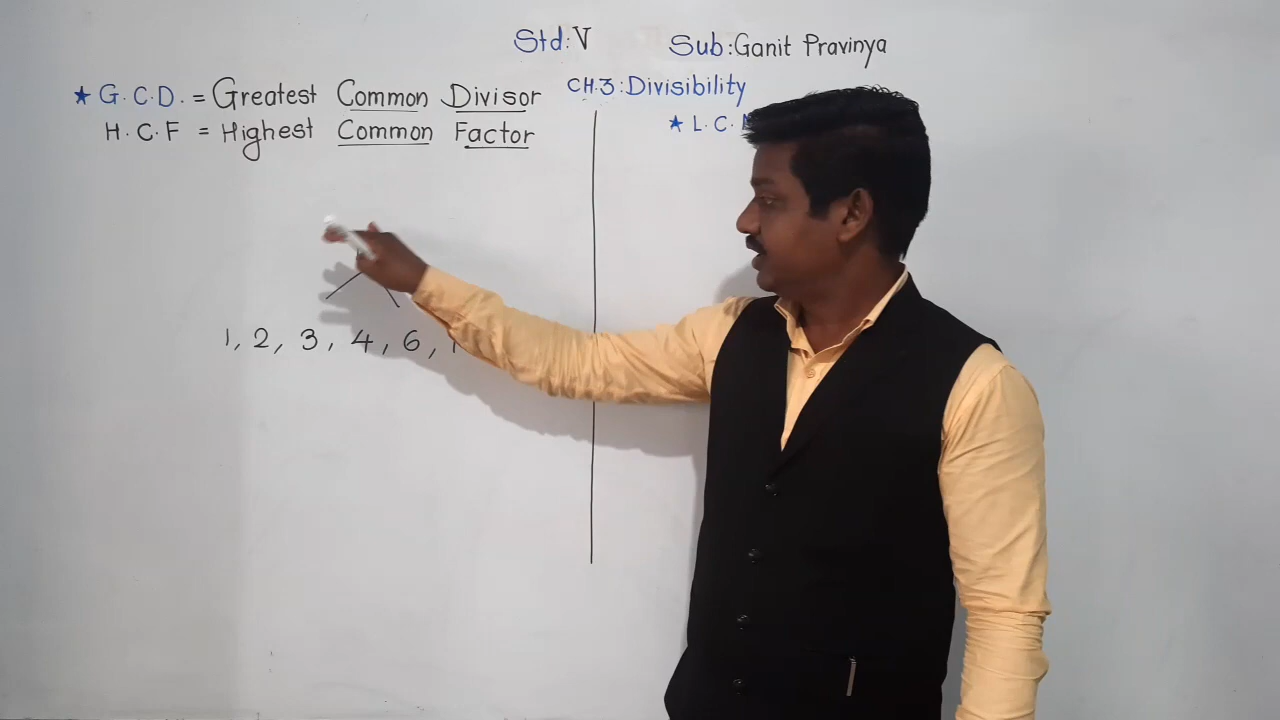 Std:V
Sub:Ganit Pravinya
CH.3:Divisibility
★ G.C.D. = Greatest Common Divisor
H.C.F = Highest Common Factor
1, 2, 3, 4, 6,
★ L.C.